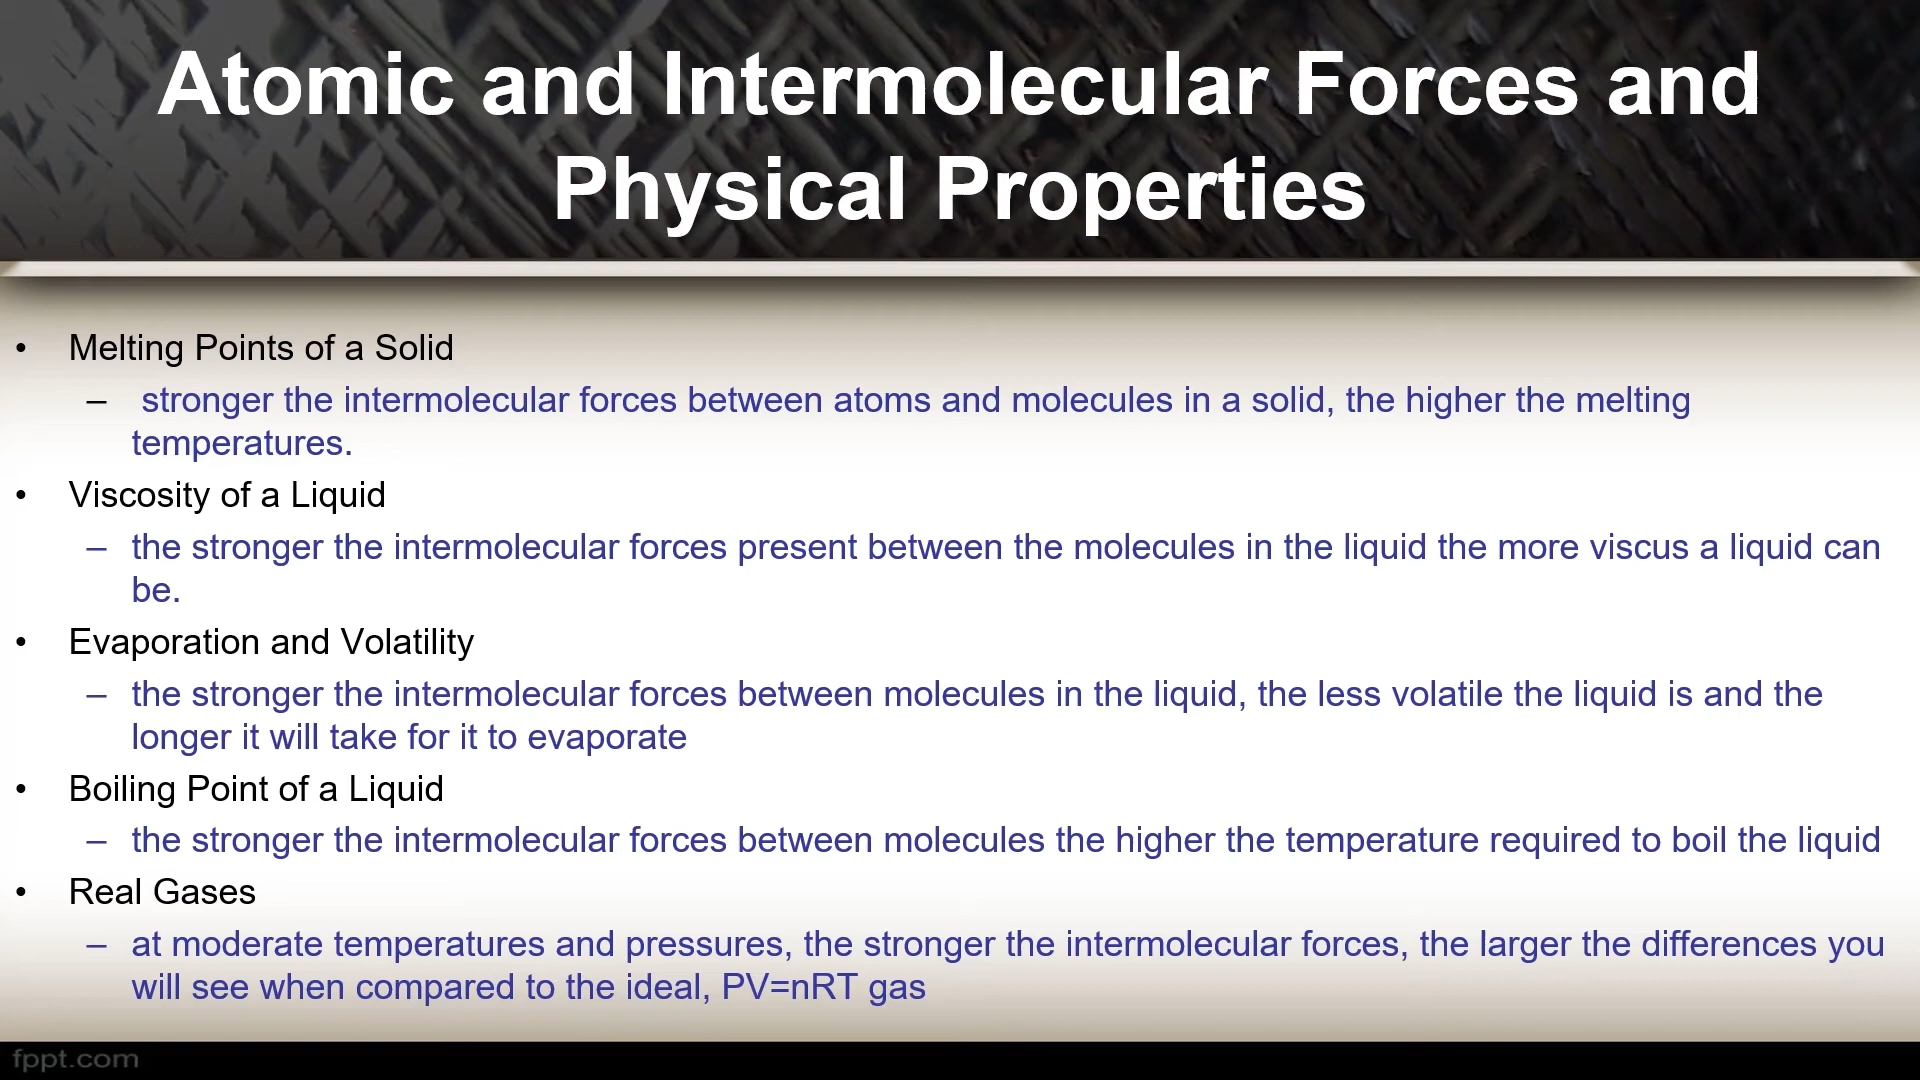 Atomic and Intermolecular Forces and
Physical Properties
• Melting Points of a Solid
– stronger the intermolecular forces between atoms and molecules in a solid, the higher the melting
temperatures.
• Viscosity of a Liquid
– the stronger the intermolecular forces present between the molecules in the liquid the more viscus a liquid can
be.
• Evaporation and Volatility
– the stronger the intermolecular forces between molecules in the liquid, the less volatile the liquid is and the
longer it will take for it to evaporate
• Boiling Point of a Liquid
– the stronger the intermolecular forces between molecules the higher the temperature required to boil the liquid
• Real Gases
– at moderate temperatures and pressures, the stronger the intermolecular forces, the larger the differences you
will see when compared to the ideal, PV=nRT gas
fppt.com